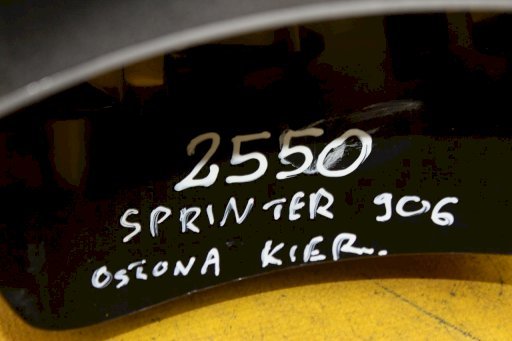 2550
SPRINTER 906
OSŁONA KIER.